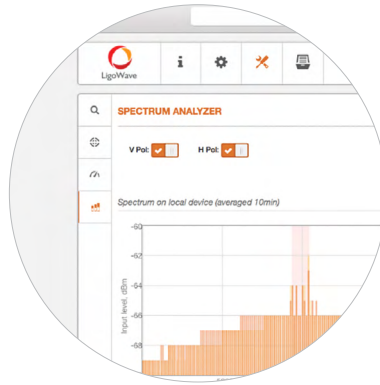 LigoWave
SPECTRUM ANALYZER
V Pol:
H Pol:
Spectrum on local device (averaged 10min)
Input level, dBm
-60
-62
-64
-66
-68